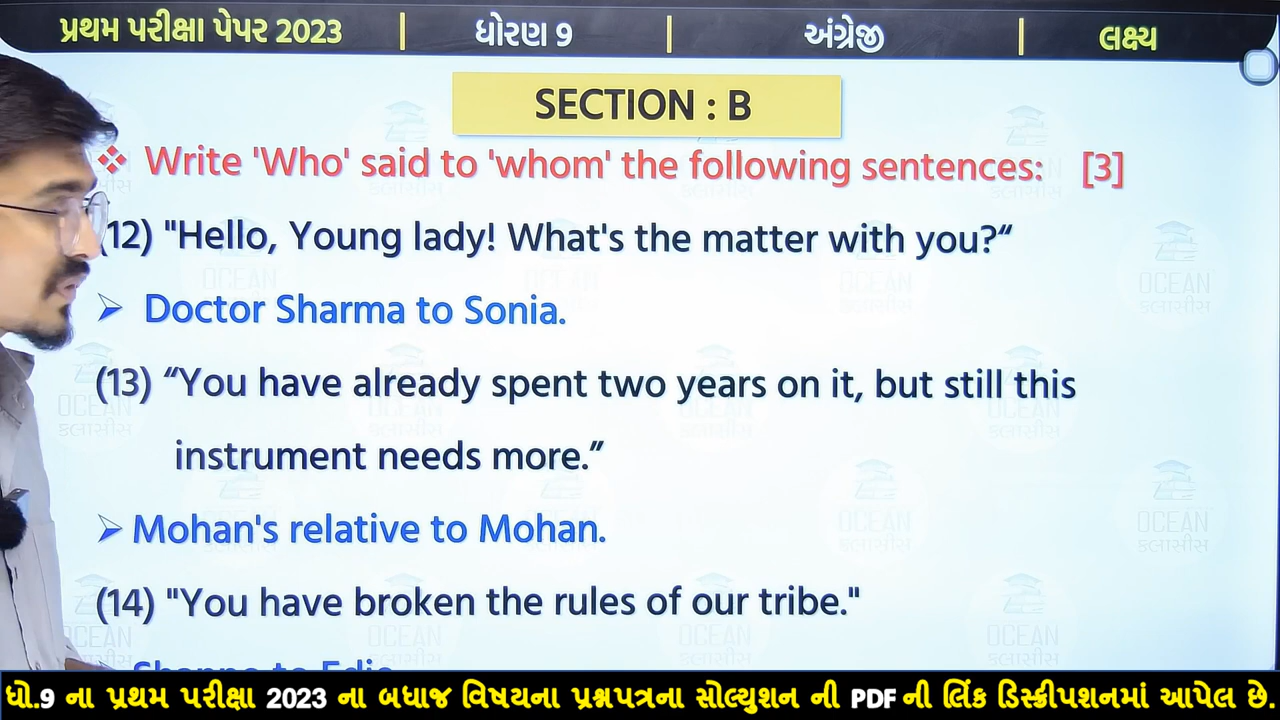 પ્રથમ પરીક્ષા પેપર 2023 | ધોરણ 9 | અંગ્રેજી | લક્ષ્ય
SECTION : B
❖ Write 'Who' said to 'whom' the following sentences: [3]
(12) "Hello, Young lady! What's the matter with you?“
➢ Doctor Sharma to Sonia.
(13) “You have already spent two years on it, but still this
instrument needs more.”
➢ Mohan's relative to Mohan.
(14) "You have broken the rules of our tribe."
ધો.9 ના પ્રથમ પરીક્ષા 2023 ના બધાજ વિષયના પ્રશ્નપત્રના સોલ્યુશન ની PDF ની લિંક ડિસ્ક્રીપશનમાં આપેલ છે.